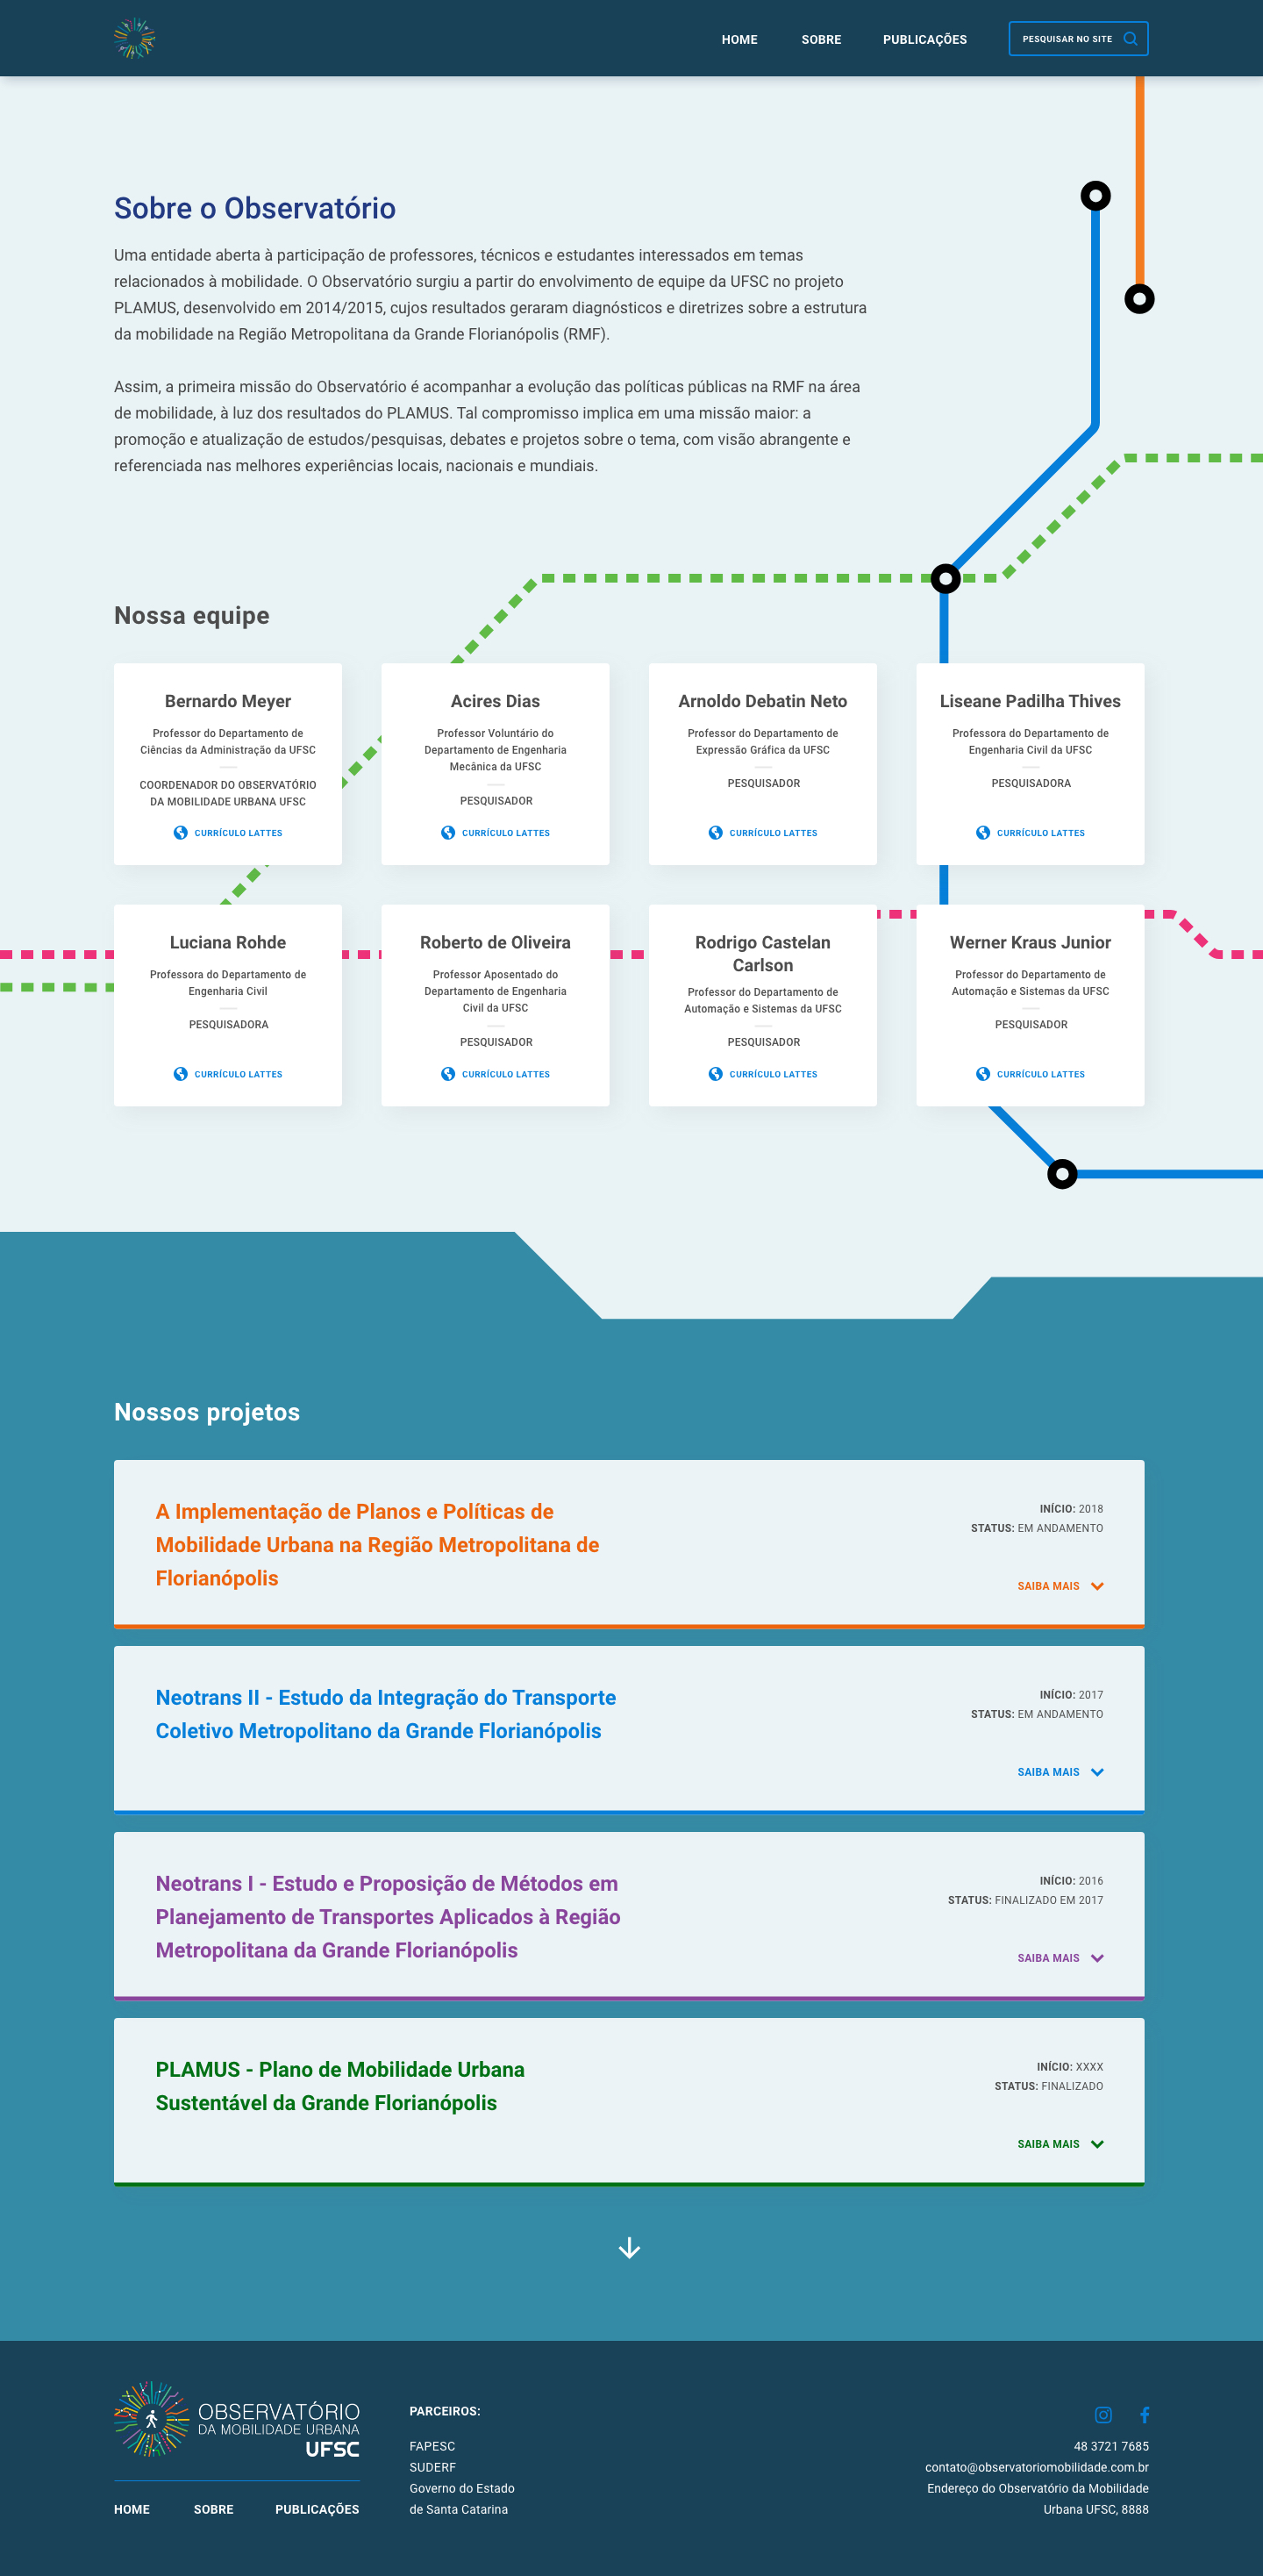 HOME
SOBRE
PUBLICAÇÕES
PESQUISAR NO SITE
Sobre o Observatório
Uma entidade aberta à participação de professores, técnicos e estudantes interessados em temas
relacionados à mobilidade. O Observatório surgiu a partir do envolvimento de equipe da UFSC no projeto
PLAMUS, desenvolvido em 2014/2015, cujos resultados geraram diagnósticos e diretrizes sobre a estrutura
da mobilidade na Região Metropolitana da Grande Florianópolis (RMF).
Assim, a primeira missão do Observatório é acompanhar a evolução das políticas públicas na RMF na área
de mobilidade, à luz dos resultados do PLAMUS. Tal compromisso implica em uma missão maior: a
promoção e atualização de estudos/pesquisas, debates e projetos sobre o tema, com visão abrangente e
referenciada nas melhores experiências locais, nacionais e mundiais.
Nossa equipe
Bernardo Meyer
Professor do Departamento de
Ciências da Administração da UFSC
COORDENADOR DO OBSERVATÓRIO
DA MOBILIDADE URBANA UFSC
CURRÍCULO LATTES
Acires Dias
Professor Voluntário do
Departamento de Engenharia
Mecânica da UFSC
PESQUISADOR
CURRÍCULO LATTES
Arnoldo Debatin Neto
Professor do Departamento de
Expressão Gráfica da UFSC
PESQUISADOR
CURRÍCULO LATTES
Liseane Padilha Thives
Professora do Departamento de
Engenharia Civil da UFSC
PESQUISADORA
CURRÍCULO LATTES
Luciana Rohde
Professora do Departamento de
Engenharia Civil
PESQUISADORA
CURRÍCULO LATTES
Roberto de Oliveira
Professor Aposentado do
Departamento de Engenharia
Civil da UFSC
PESQUISADOR
CURRÍCULO LATTES
Rodrigo Castelan
Carlson
Professor do Departamento de
Automação e Sistemas da UFSC
PESQUISADOR
CURRÍCULO LATTES
Werner Kraus Junior
Professor do Departamento de
Automação e Sistemas da UFSC
PESQUISADOR
CURRÍCULO LATTES
Nossos projetos
A Implementação de Planos e Políticas de
Mobilidade Urbana na Região Metropolitana de
Florianópolis
INÍCIO: 2018
STATUS: EM ANDAMENTO
SAIBA MAIS
Neotrans II - Estudo da Integração do Transporte
Coletivo Metropolitano da Grande Florianópolis
INÍCIO: 2017
STATUS: EM ANDAMENTO
SAIBA MAIS
Neotrans I - Estudo e Proposição de Métodos em
Planejamento de Transportes Aplicados à Região
Metropolitana da Grande Florianópolis
INÍCIO: 2016
STATUS: FINALIZADO EM 2017
SAIBA MAIS
PLAMUS - Plano de Mobilidade Urbana
Sustentável da Grande Florianópolis
INÍCIO: XXXX
STATUS: FINALIZADO
SAIBA MAIS
OBSERVATÓRIO
DA MOBILIDADE URBANA
UFSC
HOME
SOBRE
PUBLICAÇÕES
PARCEIROS:
FAPESC
SUDERF
Governo do Estado
de Santa Catarina
48 3721 7685
contato@observatoriomobilidade.com.br
Endereço do Observatório da Mobilidade
Urbana UFSC, 8888